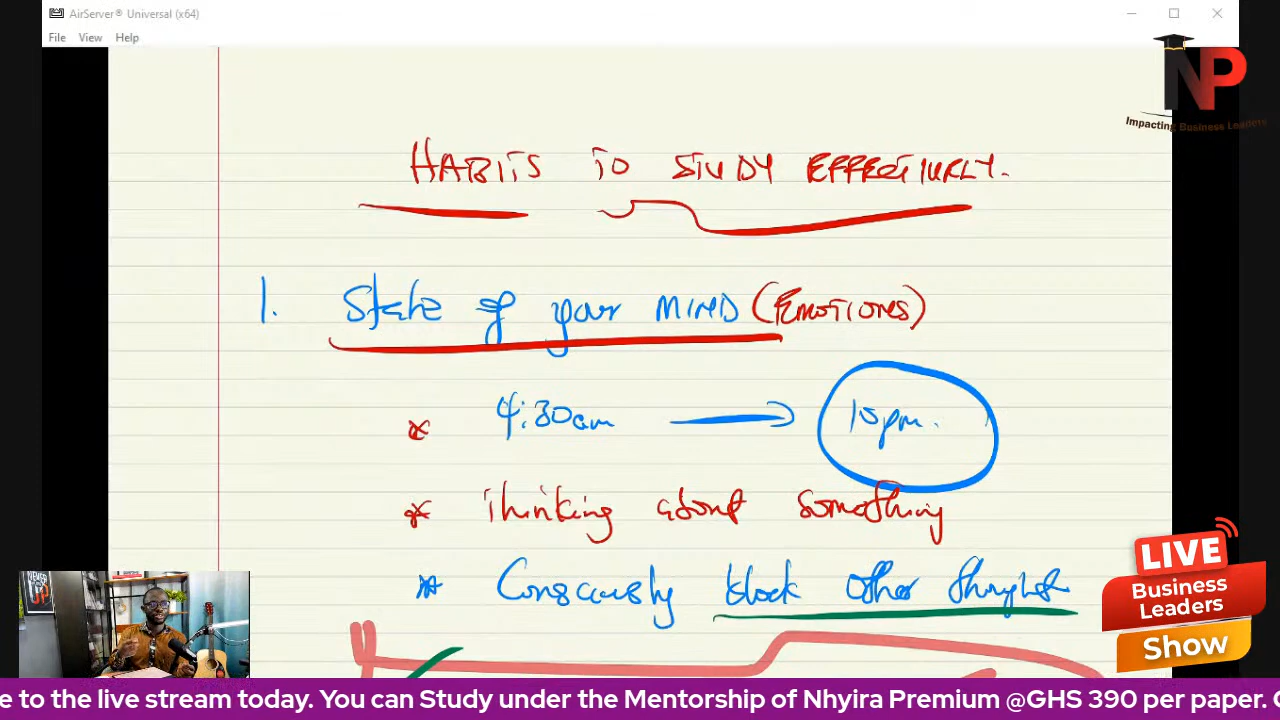 AirServer® Universal (x64)
File View Help
NP
Impacting Business Leaders
HABITS TO STUDY EFFECTIVELY.
1. State of your MIND (EMOTIONS)
* 4:30am → 10pm.
* Thinking about something
* Consciously block other thoughts
LIVE
Business
Leaders
Show
e to the live stream today. You can Study under the Mentorship of Nhyira Premium @GHS 390 per paper.